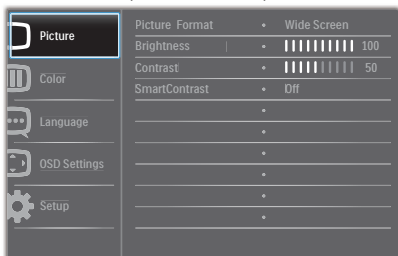 Picture
Color
Language
OSD Settings
Setup
Picture Format • Wide Screen
Brightness • 100
Contrast • 50
SmartContrast • Off
•
•
•
•
•
•